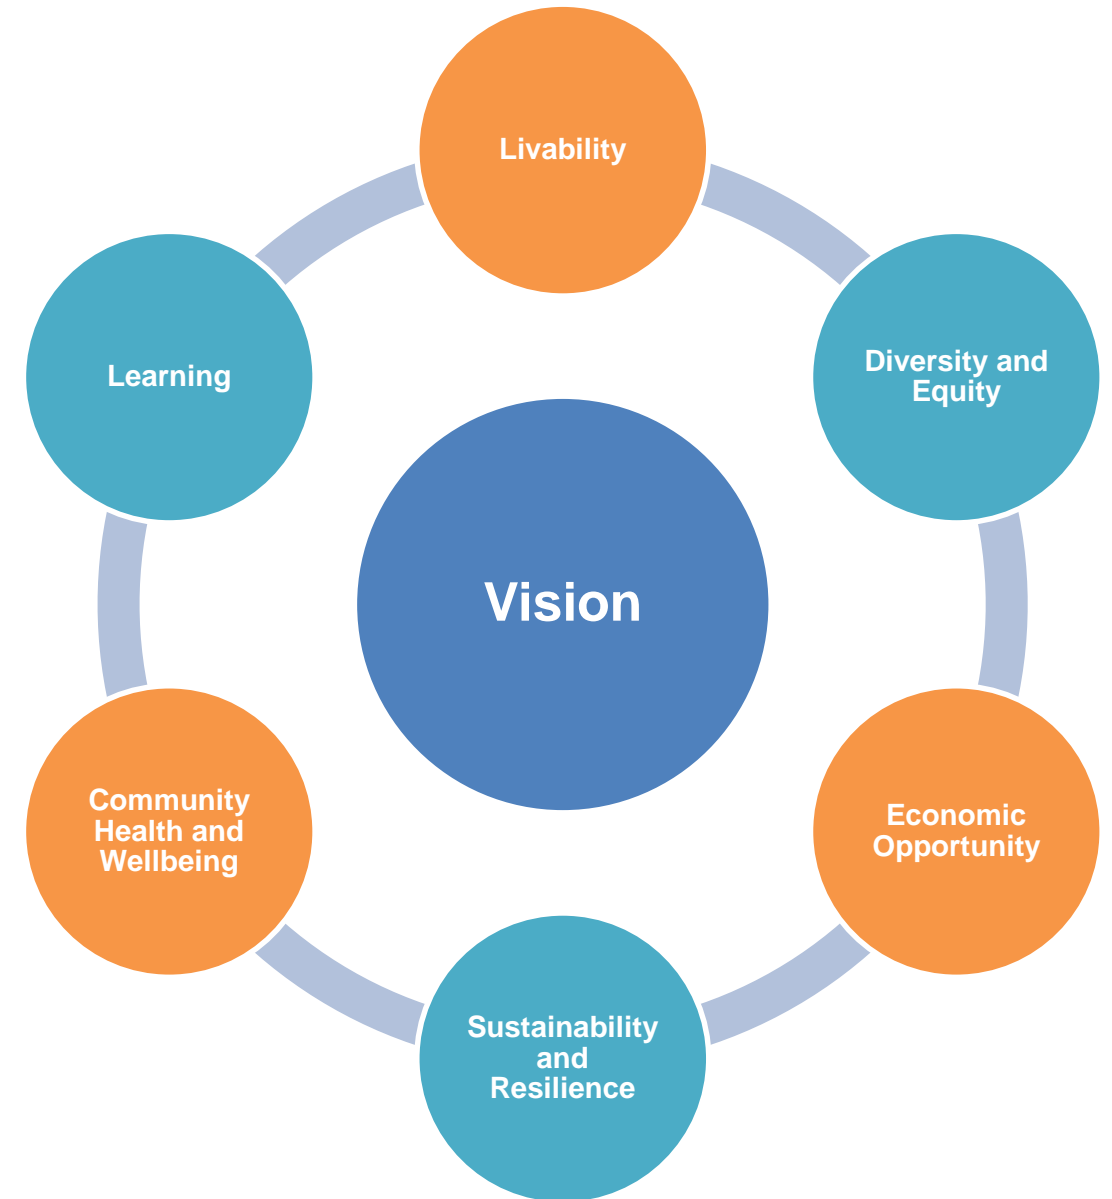 Livability
Diversity and
Equity
Economic
Opportunity
Sustainability
and
Resilience
Community
Health and
Wellbeing
Learning
Vision